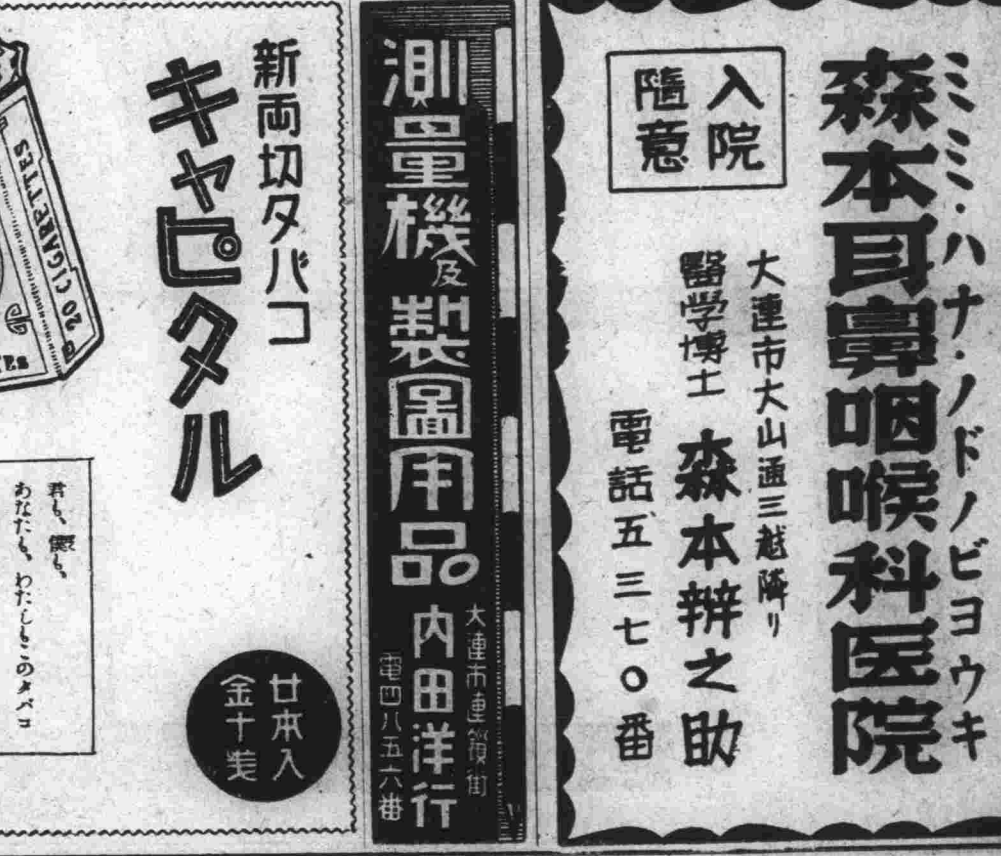 ミミ・ハナ・ノドノビヨウキ
森本耳鼻咽喉科医院
入院
隨意
大連市大山通三越隣り
醫学博士 森本辨之助
電話五三七〇番
測量機及製圖用品
大連市連鎖街
内田洋行
電四八五六番
新両切タバコ
キャピタル
20 CIGARETTES
君も、僕も、
あなたも、わたしもこのタバコ
廿本入
金十美